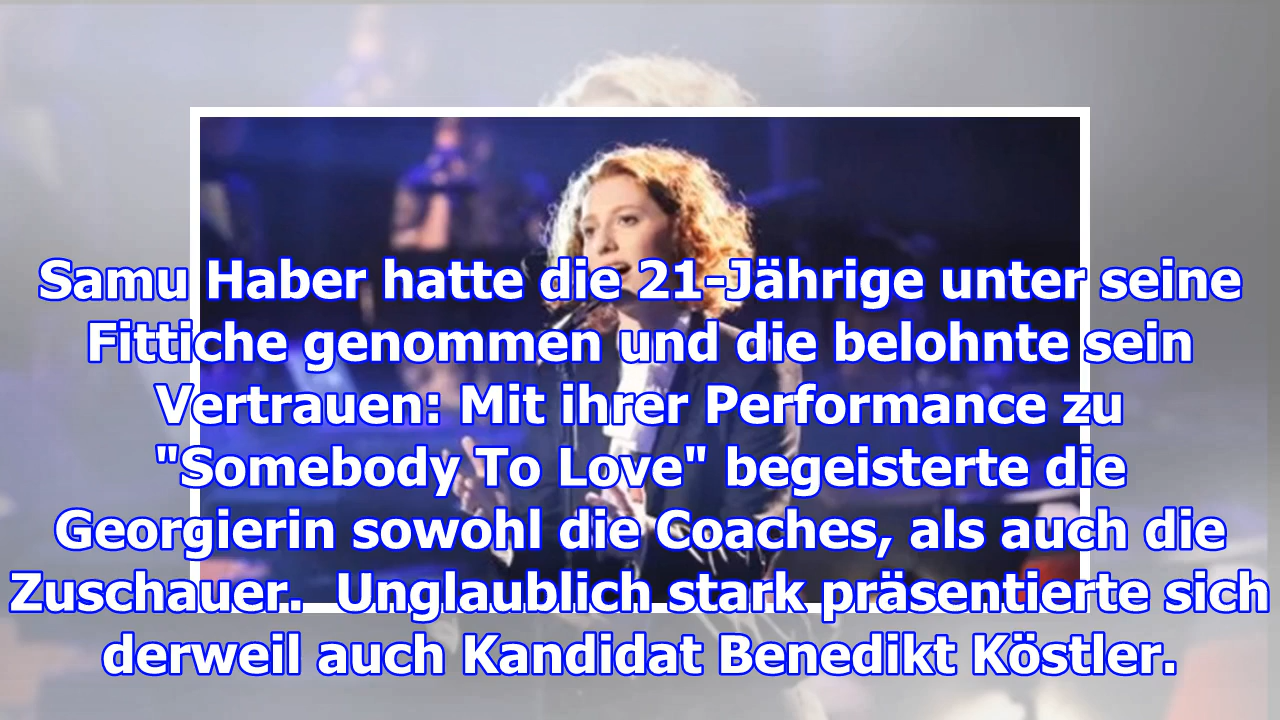 Samu Haber hatte die 21-Jährige unter seine
Fittiche genommen und die belohnte sein
Vertrauen: Mit ihrer Performance zu
"Somebody To Love" begeisterte die
Georgierin sowohl die Coaches, als auch die
Zuschauer.  Unglaublich stark präsentierte sich
derweil auch Kandidat Benedikt Köstler.